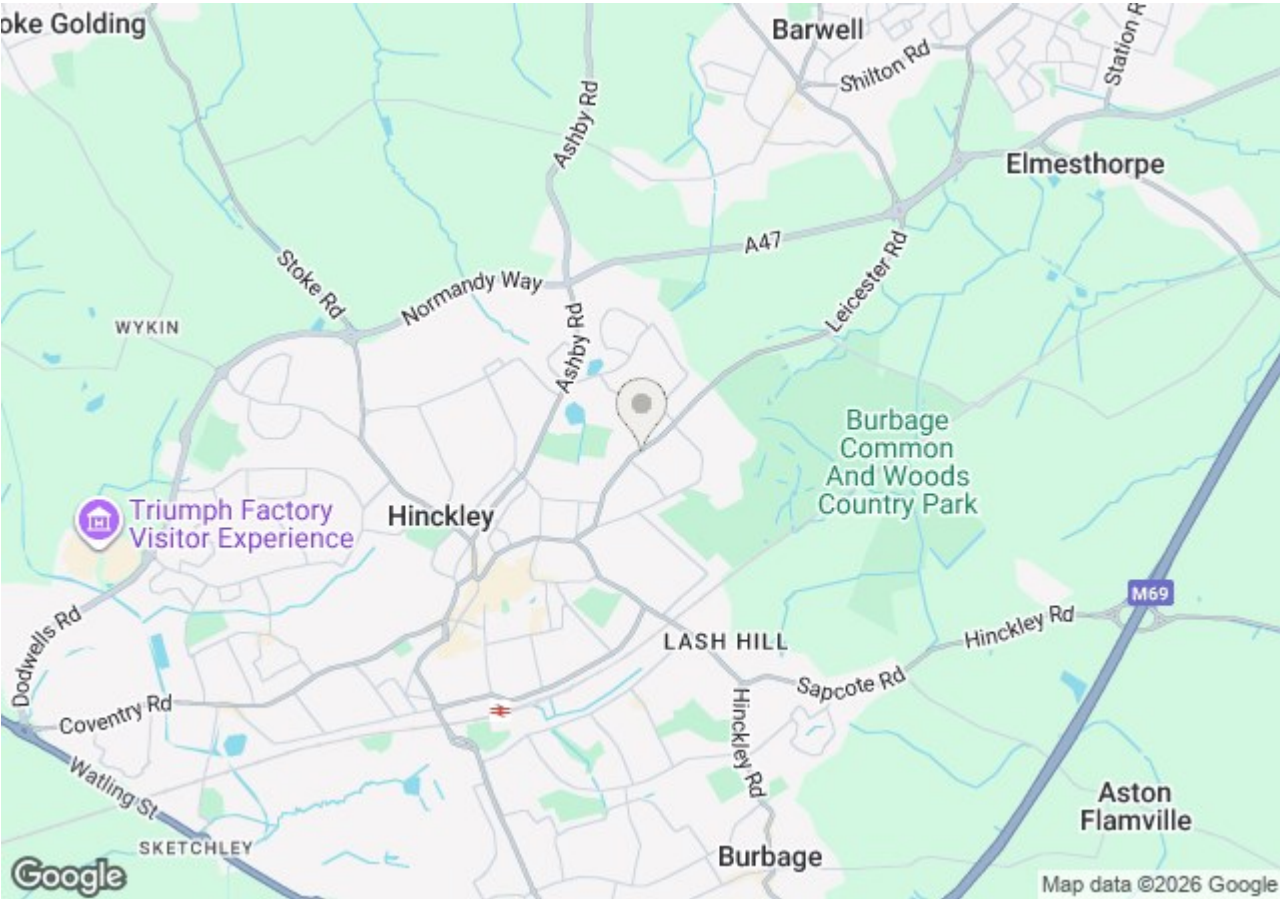 oke Golding
Barwell
Shilton Rd
Station R
Ashby Rd
Elmesthorpe
A47
Stoke Rd
Normandy Way
Leicester Rd
WYKIN
Ashby Rd
Burbage
Common
And Woods
Country Park
Triumph Factory
Visitor Experience
Hinckley
M69
Dodwells Rd
LASH HILL
Hinckley Rd
Sapcote Rd
Coventry Rd
Hinckley Rd
Watling St
Aston
Flamville
SKETCHLEY
Burbage
Google
Map data ©2026 Google